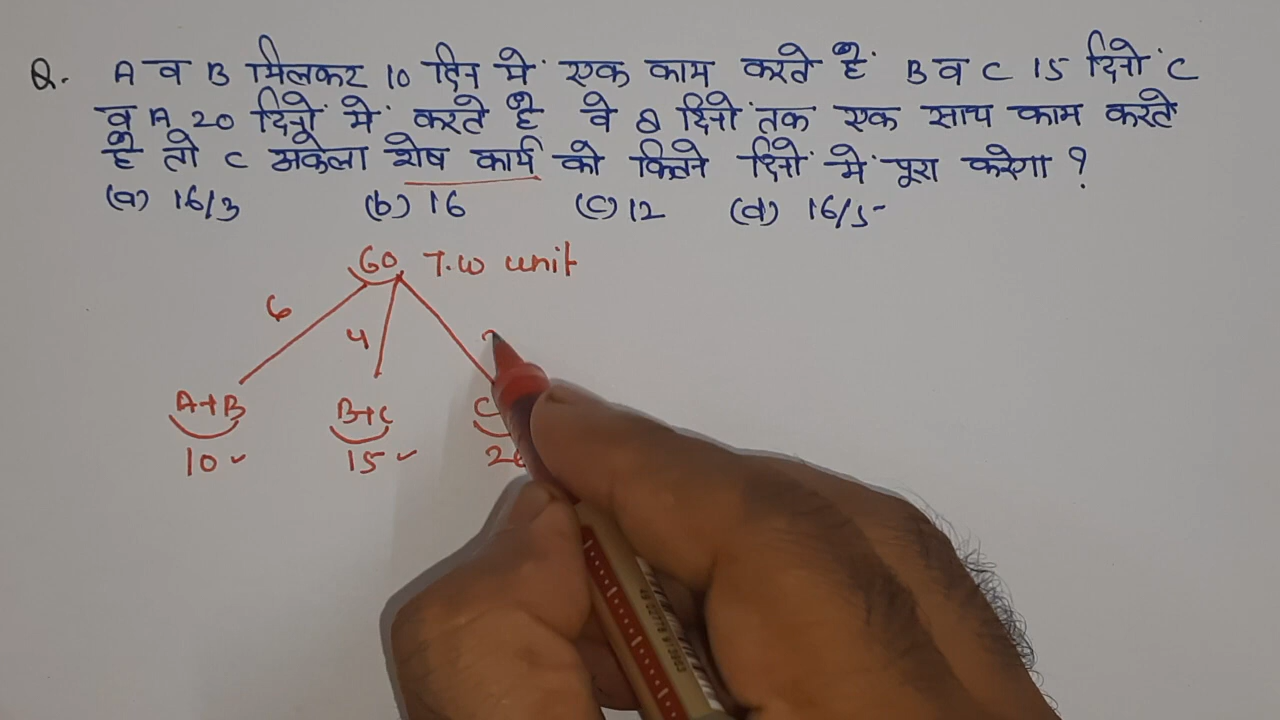 Q. A व B मिलकर 10 दिन में एक काम करते हैं B व C 15 दिनों C
व A 20 दिनों में करते है वे 8 दिनों तक एक साथ काम करते
है तो C अकेला शेष कार्य को कितने दिनों में पूरा करेगा ?
(a) 16/3 (b) 16 (c) 12 (d) 16/5
60 T.W unit
6 4
A+B B+C C
10 ✓ 15 ✓ 20